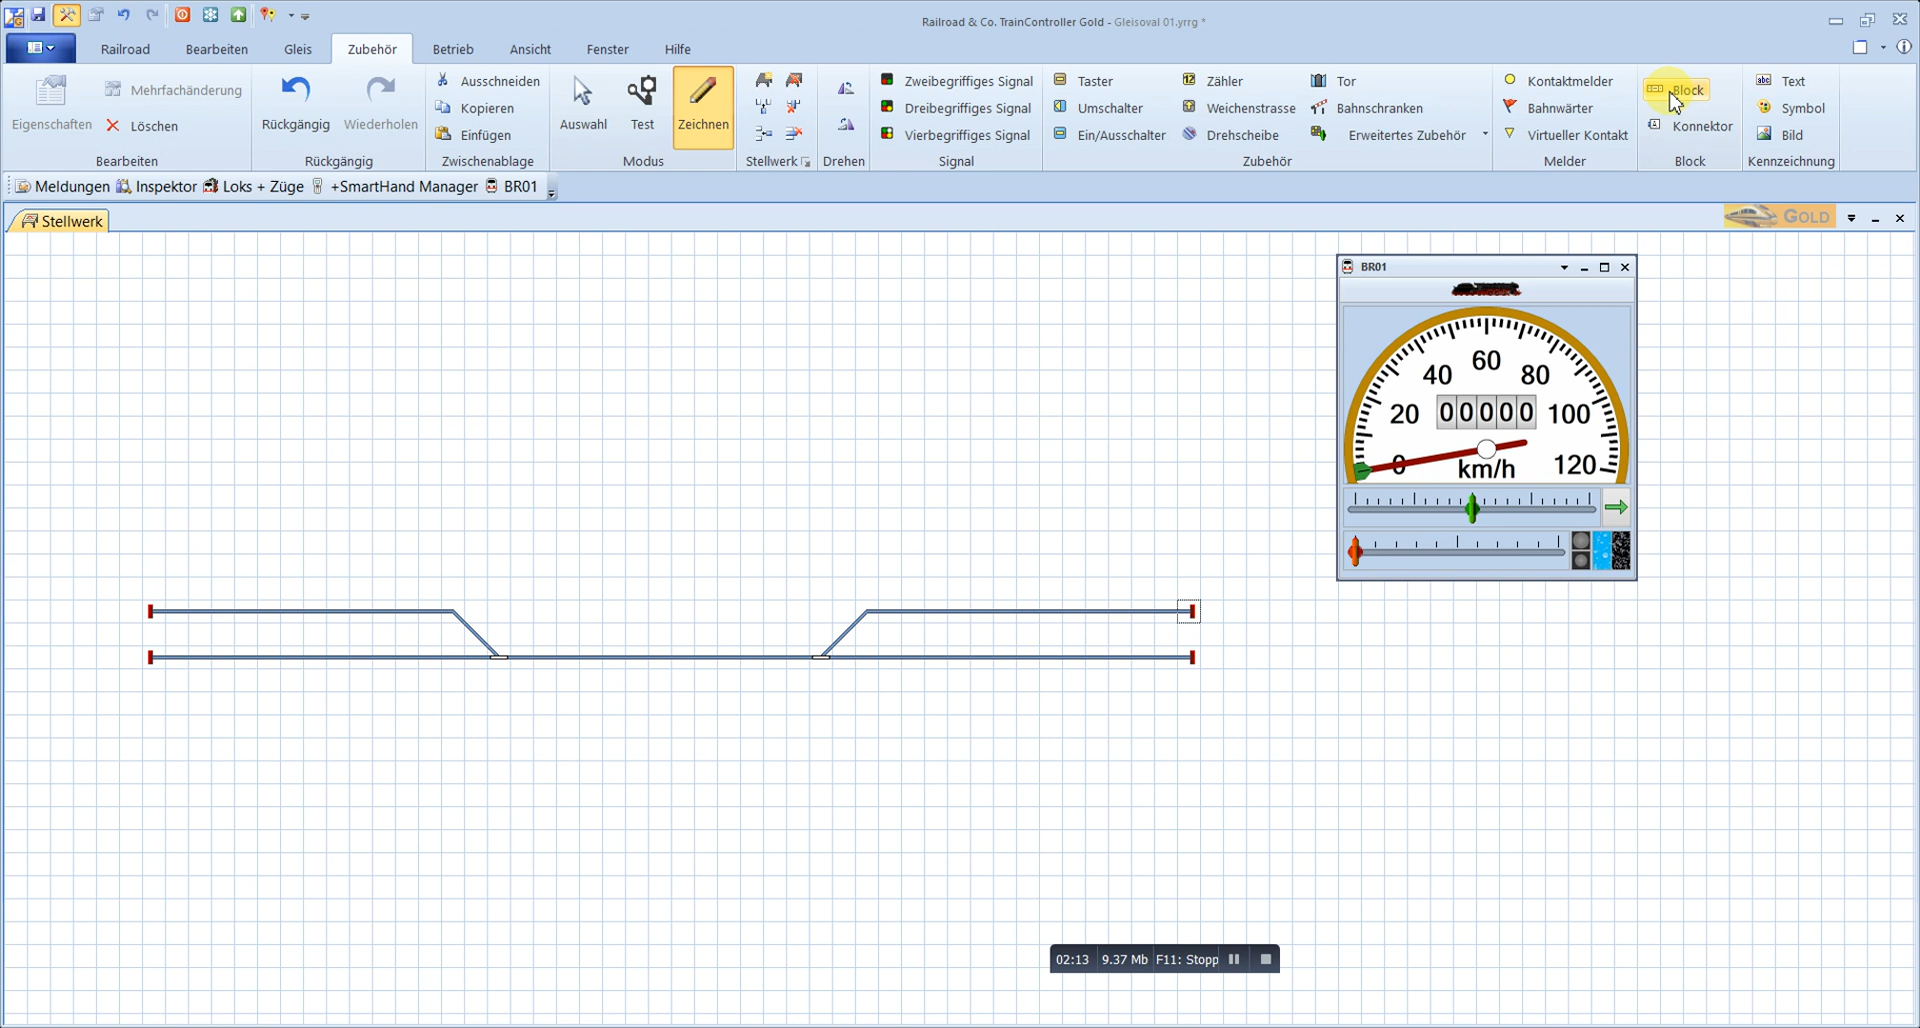 Railroad & Co. TrainController Gold - Gleisoval 01.yrrg *
Railroad Bearbeiten Gleis Zubehör Betrieb Ansicht Fenster Hilfe
Eigenschaften
Mehrfachänderung
Löschen
Bearbeiten
Rückgängig
Wiederholen
Rückgängig
Ausschneiden
Kopieren
Einfügen
Zwischenablage
Auswahl
Test
Zeichnen
Modus
Stellwerk
Drehen
Zweibegriffiges Signal
Dreibegriffiges Signal
Vierbegriffiges Signal
Signal
Taster
Umschalter
Ein/Ausschalter
Zähler
Weichenstrasse
Drehscheibe
Tor
Bahnschranken
Erweitertes Zubehör
Zubehör
Kontaktmelder
Bahnwärter
Virtueller Kontakt
Melder
Block
Konnektor
Block
abc Text
Symbol
Bild
Kennzeichnung
Meldungen Inspektor Loks + Züge +SmartHand Manager BR01
Stellwerk
GOLD
BR01
0 20 40 60 80 100 120
00000
km/h
02:13 9.37 Mb F11: Stopp